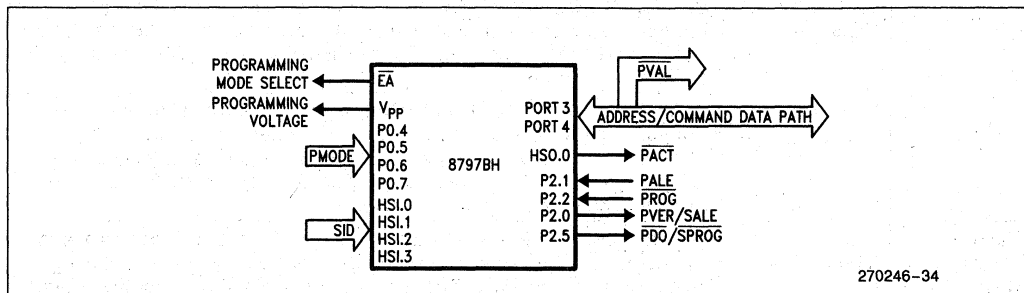 PROGRAMMING
MODE SELECT
PROGRAMMING
VOLTAGE
PMODE
SID
EA
VPP
P0.4
P0.5
P0.6
P0.7
HSI.0
HSI.1
HSI.2
HSI.3
8797BH
PORT 3
PORT 4
HSO.0
P2.1
P2.2
P2.0
P2.5
PVAL
ADDRESS/COMMAND DATA PATH
PACT
PALE
PROG
PVER/SALE
PDO/SPROG
270246-34